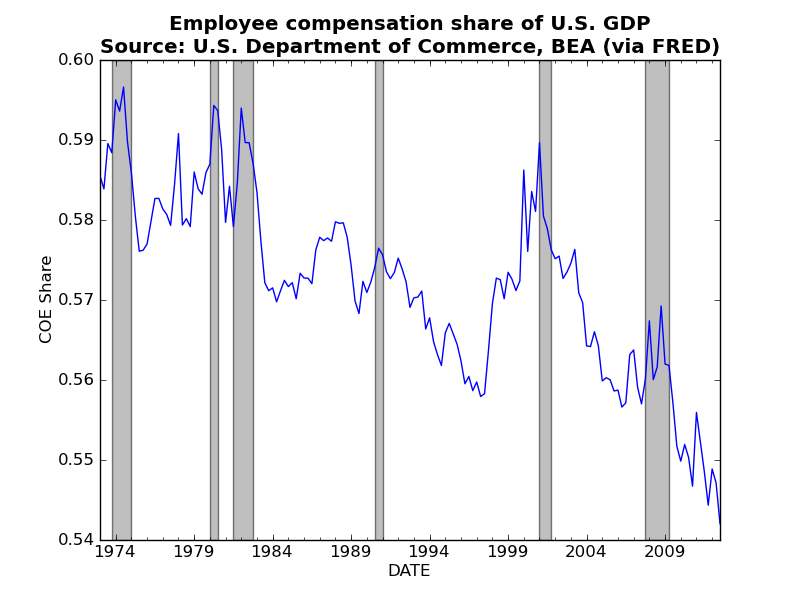 Employee compensation share of U.S. GDP
Source: U.S. Department of Commerce, BEA (via FRED)
0.60
0.59
0.58
0.57
0.56
0.55
0.54
COE Share
1974 1979 1984 1989 1994 1999 2004 2009
DATE